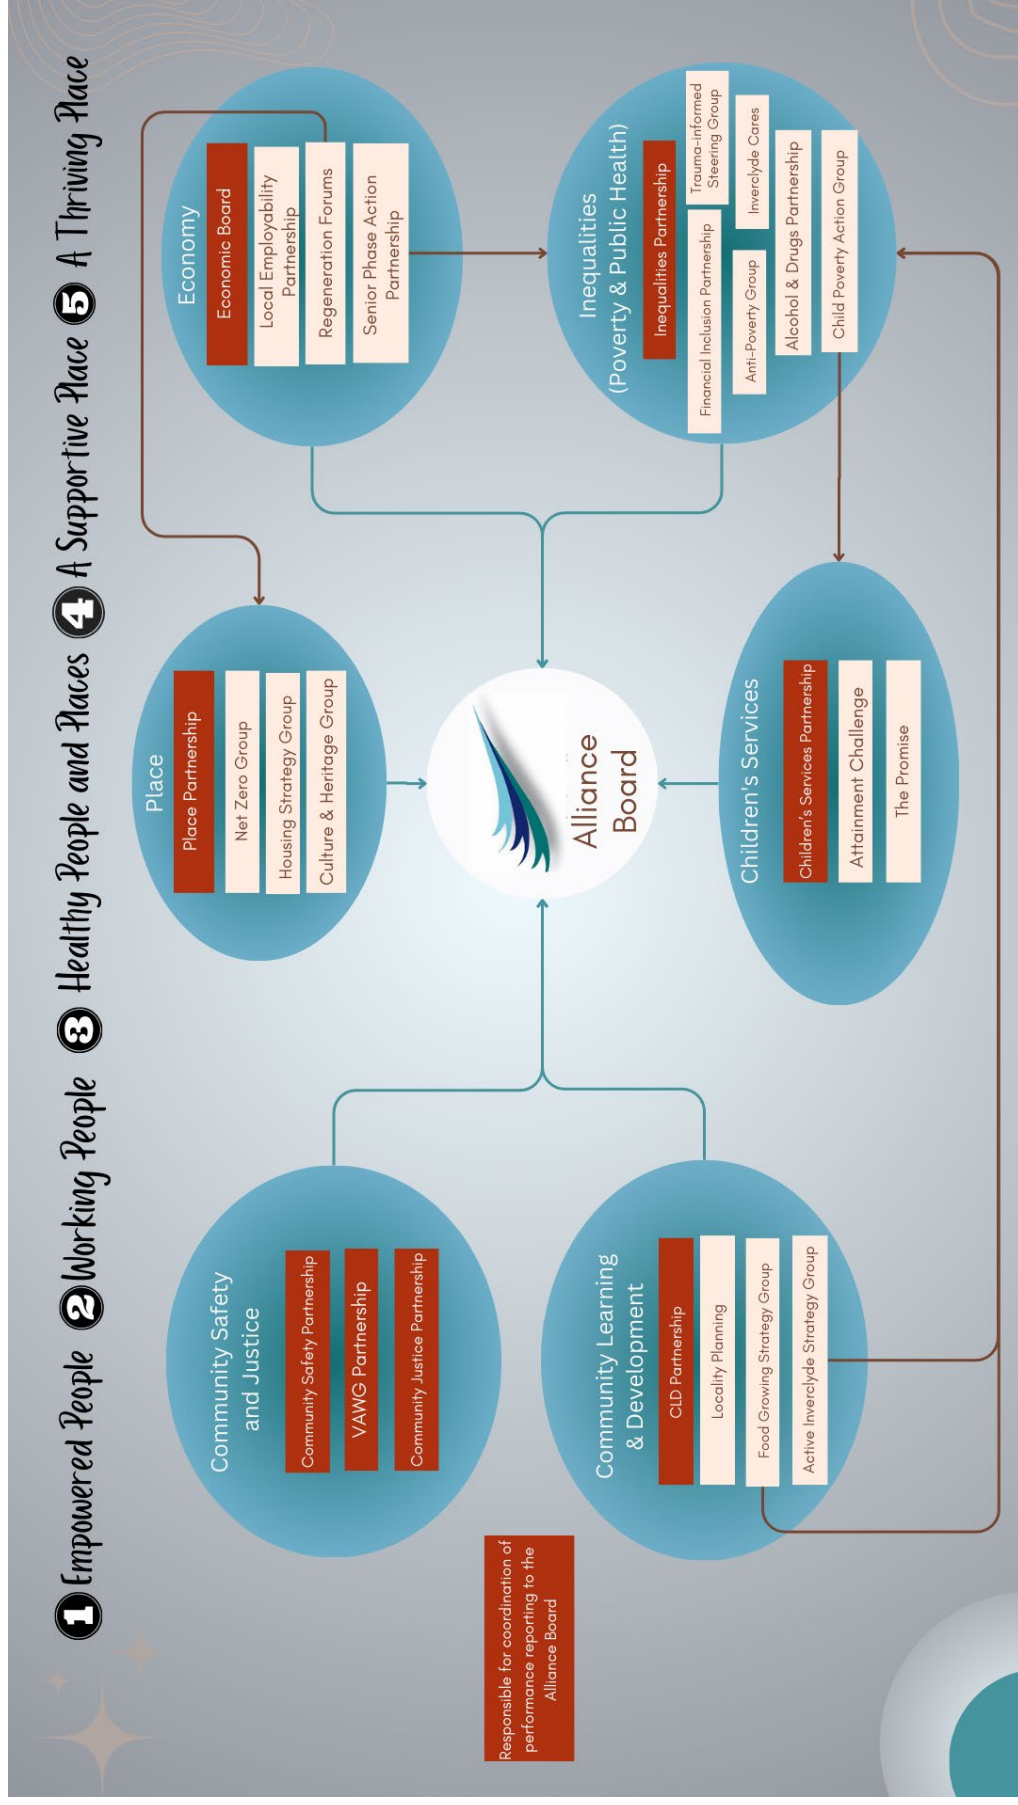 1 Empowered People 2 Working People 3 Healthy People and Places 4 A Supportive Place 5 A Thriving Place
Community Safety
and Justice
Community Safety Partnership
VAWG Partnership
Community Justice Partnership
Place
Place Partnership
Net Zero Group
Housing Strategy Group
Culture & Heritage Group
Economy
Economic Board
Local Employability
Partnership
Regeneration Forums
Senior Phase Action
Partnership
Alliance
Board
Responsible for coordination of
performance reporting to the
Alliance Board
Community Learning
& Development
CLD Partnership
Locality Planning
Food Growing Strategy Group
Active Inverclyde Strategy Group
Children's Services
Children's Services Partnership
Attainment Challenge
The Promise
Inequalities
(Poverty & Public Health)
Inequalities Partnership
Financial Inclusion Partnership
Trauma-informed
Steering Group
Anti-Poverty Group
Inverclyde Cares
Alcohol & Drugs Partnership
Child Poverty Action Group